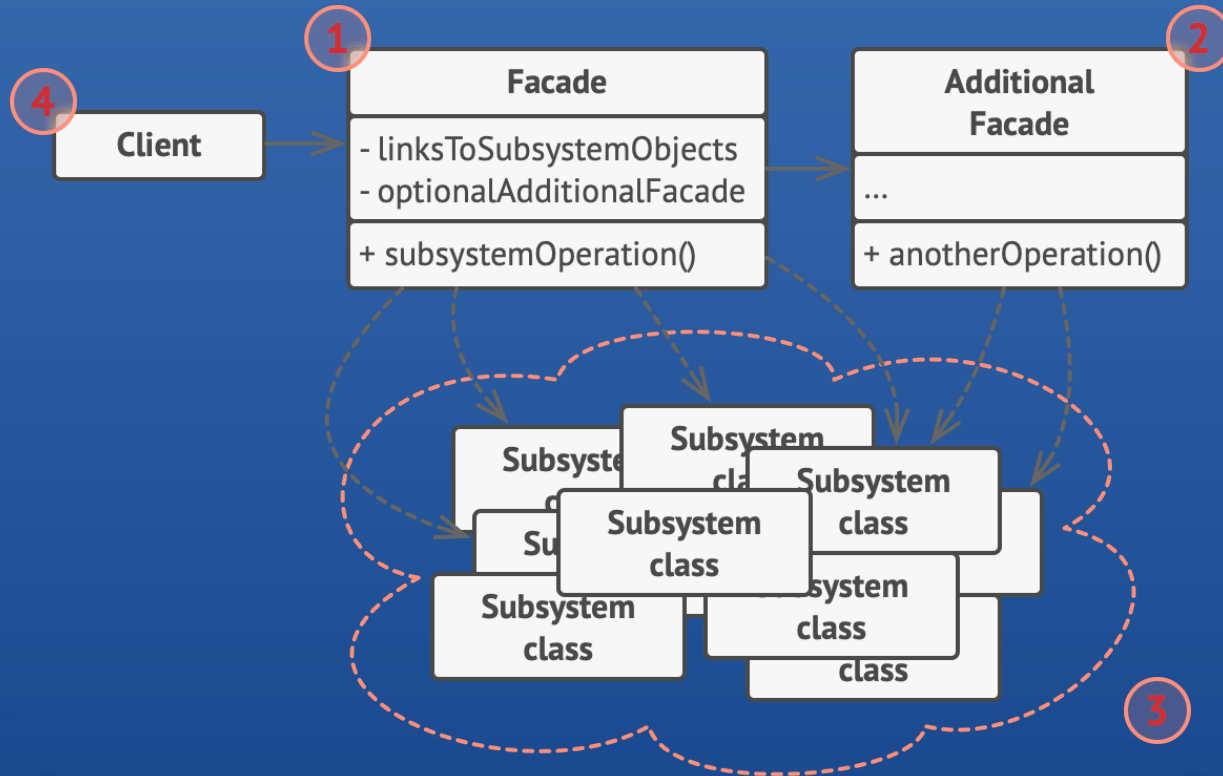 1
2
Facade
Additional
Facade
4
Client
- linksToSubsystemObjects
- optionalAdditionalFacade
...
+ subsystemOperation()
+ anotherOperation()
Subsystem
Subsystem
class
Subsystem
class
Subsystem
class
class
class
3